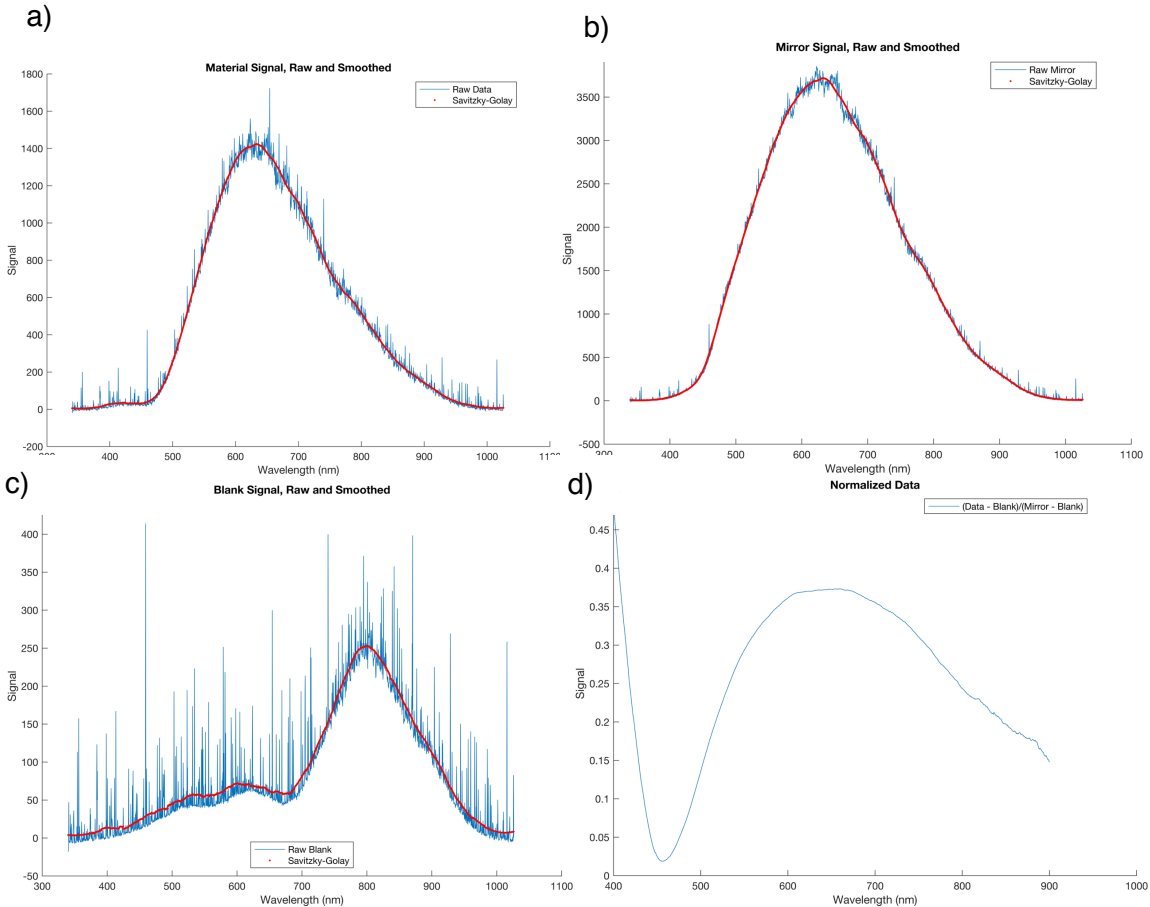 a)
Material Signal, Raw and Smoothed
1800
1600
1400
1200
1000
800
600
400
200
0
-200
Signal
Raw Data
Savitzky-Golay
400 500 600 700 800 900 1000
Wavelength (nm)
b)
Mirror Signal, Raw and Smoothed
3500
3000
2500
2000
1500
1000
500
0
-500
Signal
Raw Mirror
Savitzky-Golay
300 400 500 600 700 800 900 1000 1100
Wavelength (nm)
c)
Blank Signal, Raw and Smoothed
400
350
300
250
200
150
100
50
0
-50
Signal
Raw Blank
Savitzky-Golay
300 400 500 600 700 800 900 1000 1100
Wavelength (nm)
d)
Normalized Data
0.45
0.4
0.35
0.3
0.25
0.2
0.15
0.1
0.05
0
Signal
(Data - Blank)/(Mirror - Blank)
400 500 600 700 800 900 1000
Wavelength (nm)